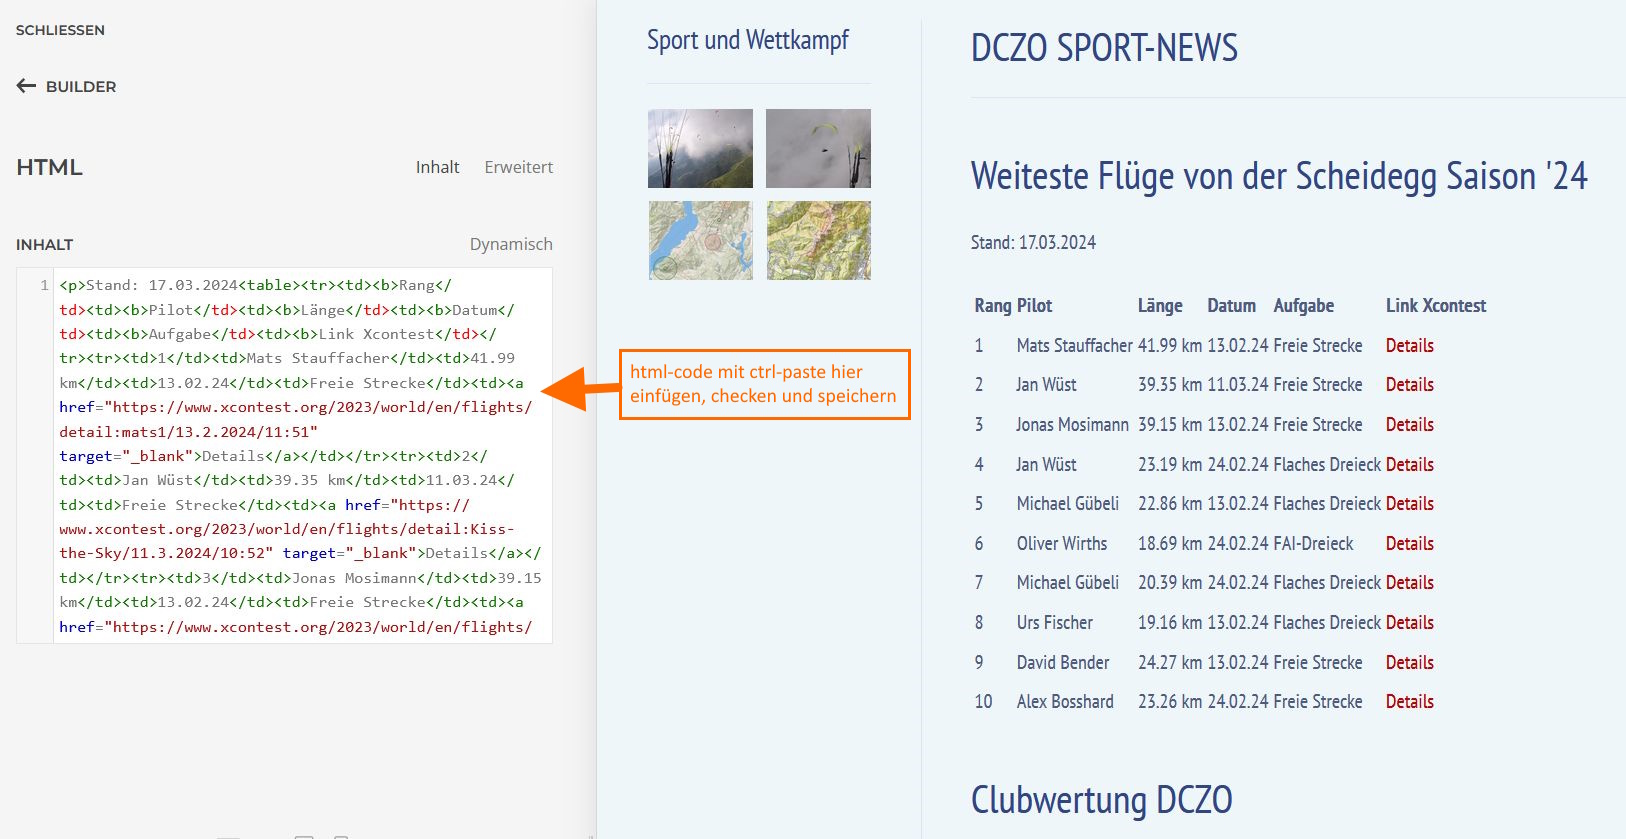 SCHLIESSEN
← BUILDER
HTML
Inhalt Erweitert
INHALT
Dynamisch
1 <p>Stand: 17.03.2024<table><tr><td><b>Rang</
td><td><b>Pilot</td><td><b>Länge</td><td><b>Datum</
td><td><b>Aufgabe</td><td><b>Link Xcontest</td></
tr><tr><td>1</td><td>Mats Stauffacher</td><td>41.99
km</td><td>13.02.24</td><td>Freie Strecke</td><td><a
href="https://www.xcontest.org/2023/world/en/flights/
detail:mats1/13.2.2024/11:51"
target="_blank">Details</a></td></tr><tr><td>2</
td><td>Jan Wüst</td><td>39.35 km</td><td>11.03.24</
td><td>Freie Strecke</td><td><a href="https://
www.xcontest.org/2023/world/en/flights/detail:Kiss-
the-Sky/11.3.2024/10:52" target="_blank">Details</a></
td></tr><tr><td>3</td><td>Jonas Mosimann</td><td>39.15
km</td><td>13.02.24</td><td>Freie Strecke</td><td><a
href="https://www.xcontest.org/2023/world/en/flights/
html-code mit ctrl-paste hier
einfügen, checken und speichern
Sport und Wettkampf
DCZO SPORT-NEWS
Weiteste Flüge von der Scheidegg Saison '24
Stand: 17.03.2024
Rang Pilot Länge Datum Aufgabe Link Xcontest
1 Mats Stauffacher 41.99 km 13.02.24 Freie Strecke Details
2 Jan Wüst 39.35 km 11.03.24 Freie Strecke Details
3 Jonas Mosimann 39.15 km 13.02.24 Freie Strecke Details
4 Jan Wüst 23.19 km 24.02.24 Flaches Dreieck Details
5 Michael Gübeli 22.86 km 13.02.24 Flaches Dreieck Details
6 Oliver Wirths 18.69 km 24.02.24 FAI-Dreieck Details
7 Michael Gübeli 20.39 km 24.02.24 Flaches Dreieck Details
8 Urs Fischer 19.16 km 13.02.24 Flaches Dreieck Details
9 David Bender 24.27 km 13.02.24 Freie Strecke Details
10 Alex Bosshard 23.26 km 24.02.24 Freie Strecke Details
Clubwertung DCZO